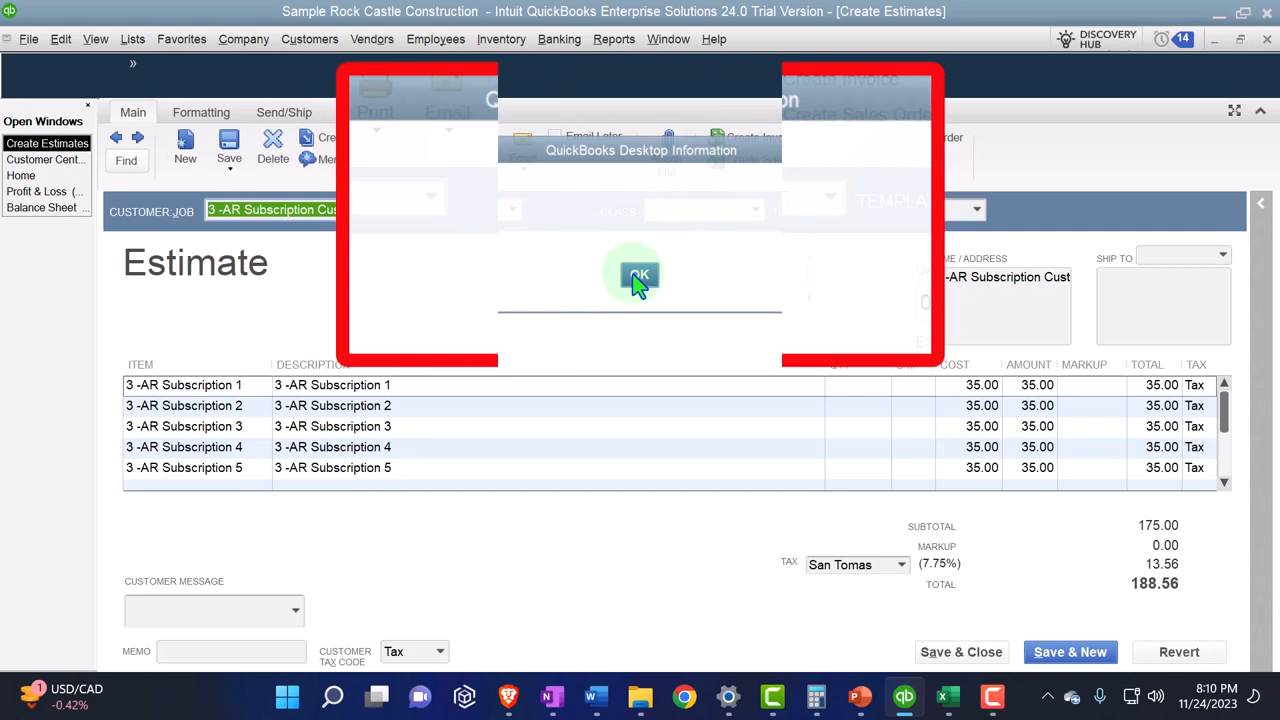 Sample Rock Castle Construction - Intuit QuickBooks Enterprise Solutions 24.0 Trial Version - [Create Estimates]
File Edit View Lists Favorites Company Customers Vendors Employees Inventory Banking Reports Window Help
DISCOVERY HUB
14
Open Windows
Create Estimates
Customer Cent...
Home
Profit & Loss (...
Balance Sheet ...
Main Formatting Send/Ship
Find
New
Save
Delete
Print
Email
Email Later
QuickBooks Desktop Information
OK
CUSTOMER:JOB
3 -AR Subscription Cus
CLASS
Estimate
ME / ADDRESS
-AR Subscription Cust
SHIP TO
ITEM DESCRIPTION COST AMOUNT MARKUP TOTAL TAX
3 -AR Subscription 1 3 -AR Subscription 1 35.00 35.00 35.00 Tax
3 -AR Subscription 2 3 -AR Subscription 2 35.00 35.00 35.00 Tax
3 -AR Subscription 3 3 -AR Subscription 3 35.00 35.00 35.00 Tax
3 -AR Subscription 4 3 -AR Subscription 4 35.00 35.00 35.00 Tax
3 -AR Subscription 5 3 -AR Subscription 5 35.00 35.00 35.00 Tax
SUBTOTAL 175.00
MARKUP 0.00
TAX San Tomas (7.75%) 13.56
TOTAL 188.56
CUSTOMER MESSAGE
MEMO
CUSTOMER TAX CODE
Tax
Save & Close
Save & New
Revert
1
USD/CAD
-0.42%
8:10 PM
11/24/2023